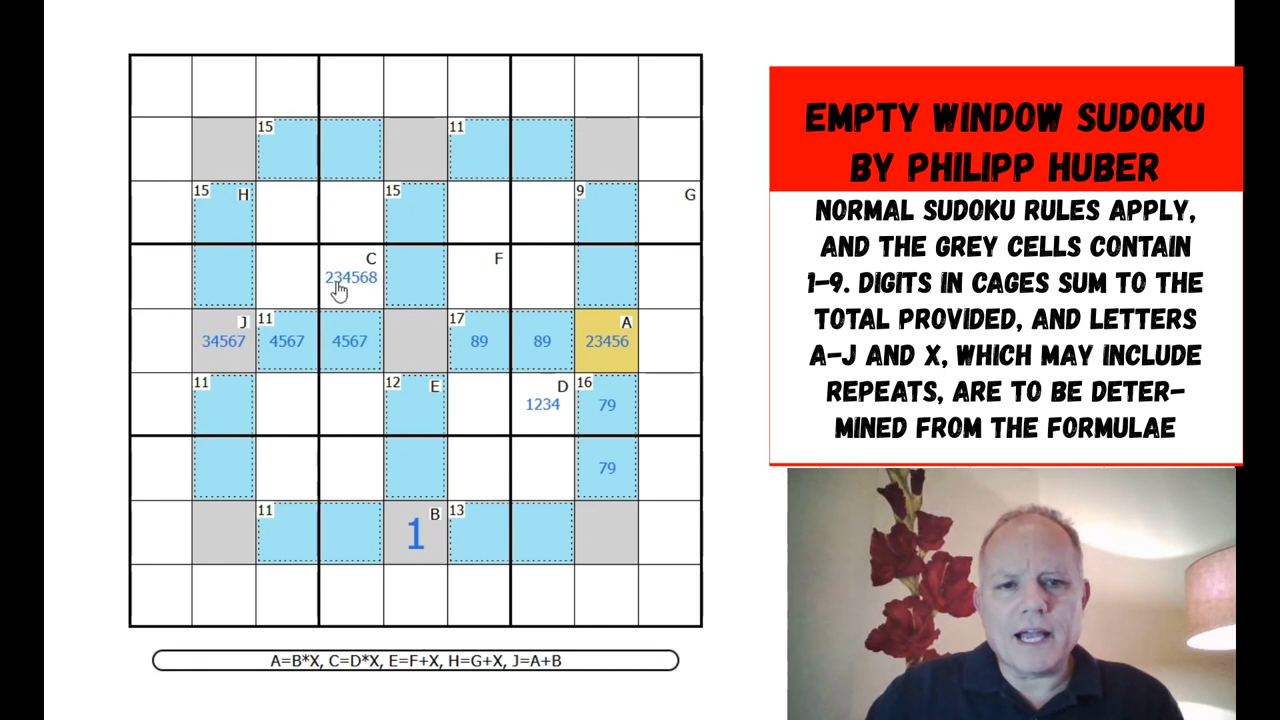 EMPTY WINDOW SUDOKU
BY PHILIPP HUBER
NORMAL SUDOKU RULES APPLY,
AND THE GREY CELLS CONTAIN
1-9. DIGITS IN CAGES SUM TO THE
TOTAL PROVIDED, AND LETTERS
A-J AND X, WHICH MAY INCLUDE
REPEATS, ARE TO BE DETER-
MINED FROM THE FORMULAE
15 11
15 H 15 9 G
C F
234568
J 11 17 A
34567 4567 4567 89 89 23456
11 12 E D 16
1234 79
79
11 B 13
1
A=B*X, C=D*X, E=F+X, H=G+X, J=A+B